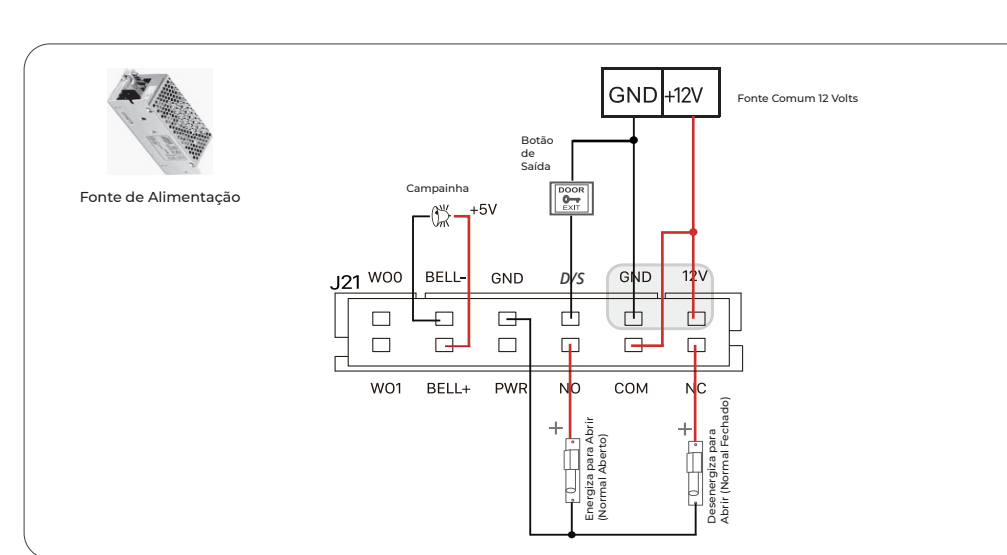 GND +12V
Fonte Comum 12 Volts
Botão
de
Saída
DOOR
EXIT
Fonte de Alimentação
Campainha
+5V
J21 WO0 BELL- GND D/S GND 12V
WO1 BELL+ PWR NO COM NC
+
+
Energiza para Abrir
(Normal Aberto)
Desenergiza para
Abrir (Normal Fechado)